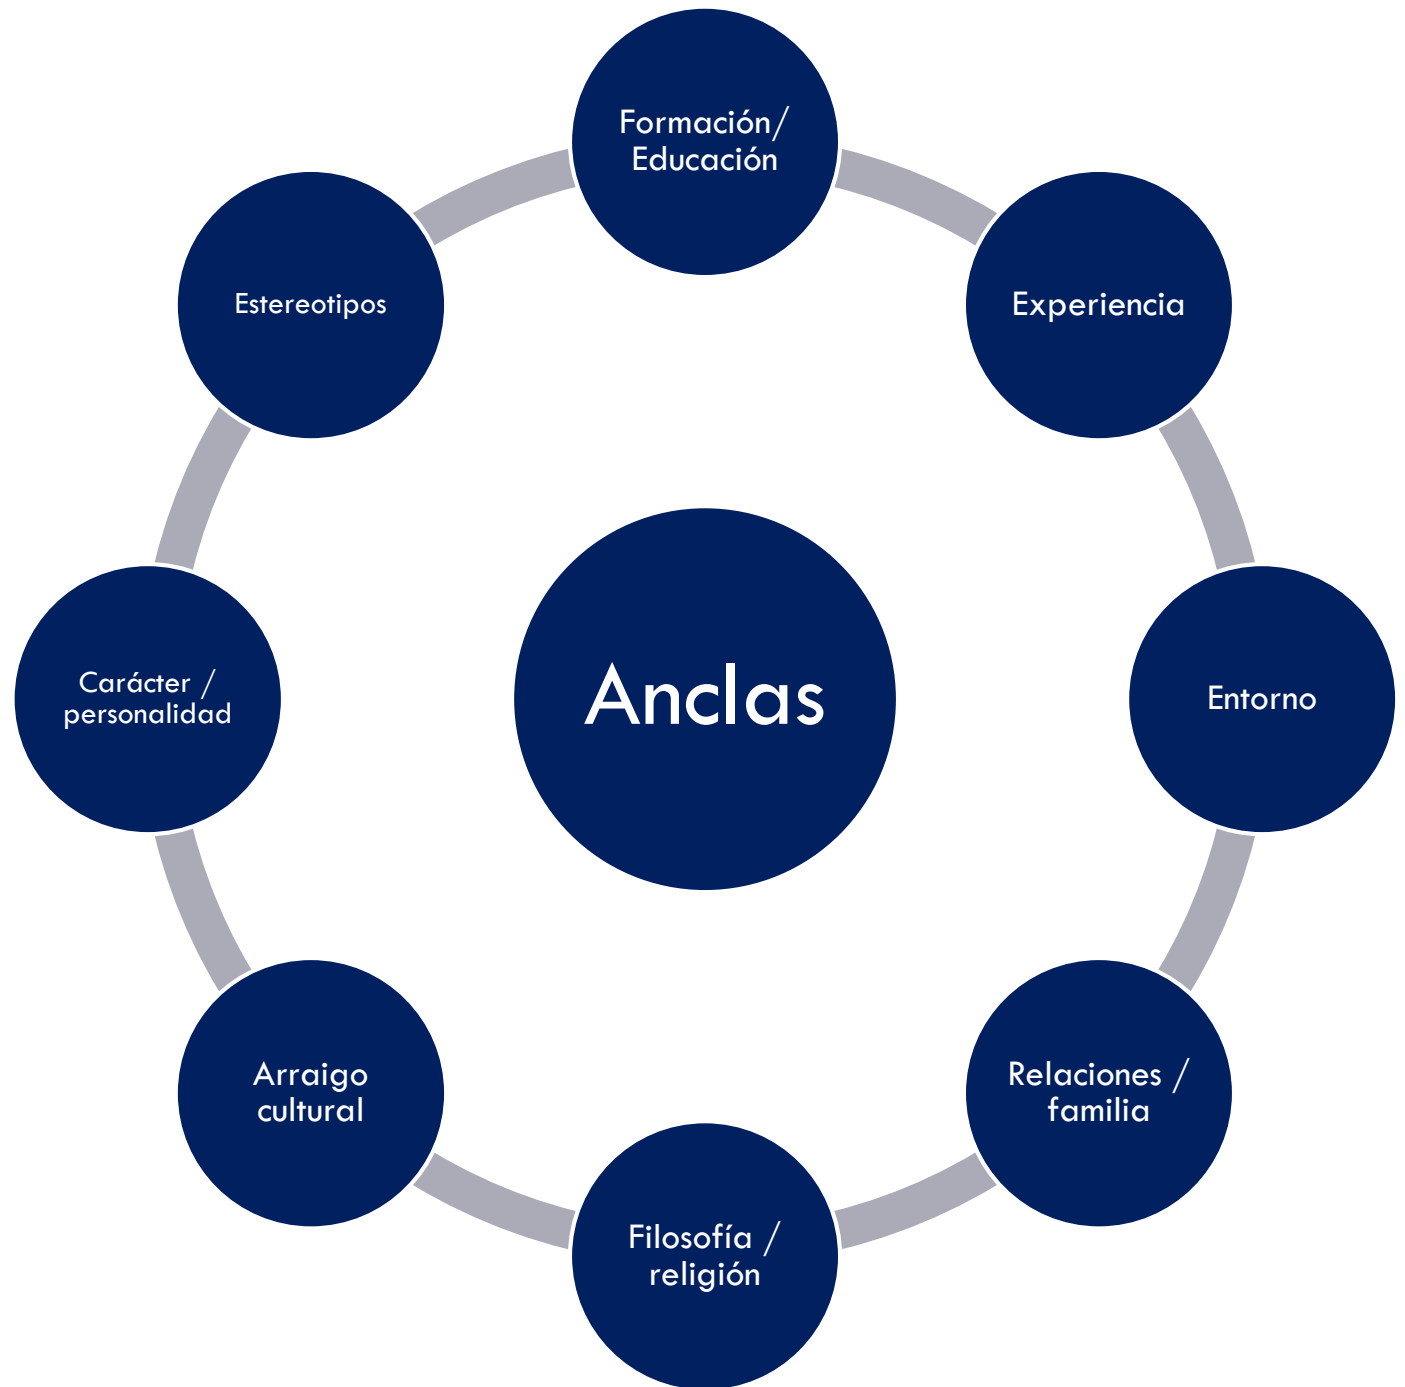 Formación/
Educación
Experiencia
Entorno
Relaciones /
familia
Filosofía /
religión
Arraigo
cultural
Carácter /
personalidad
Estereotipos
Anclas